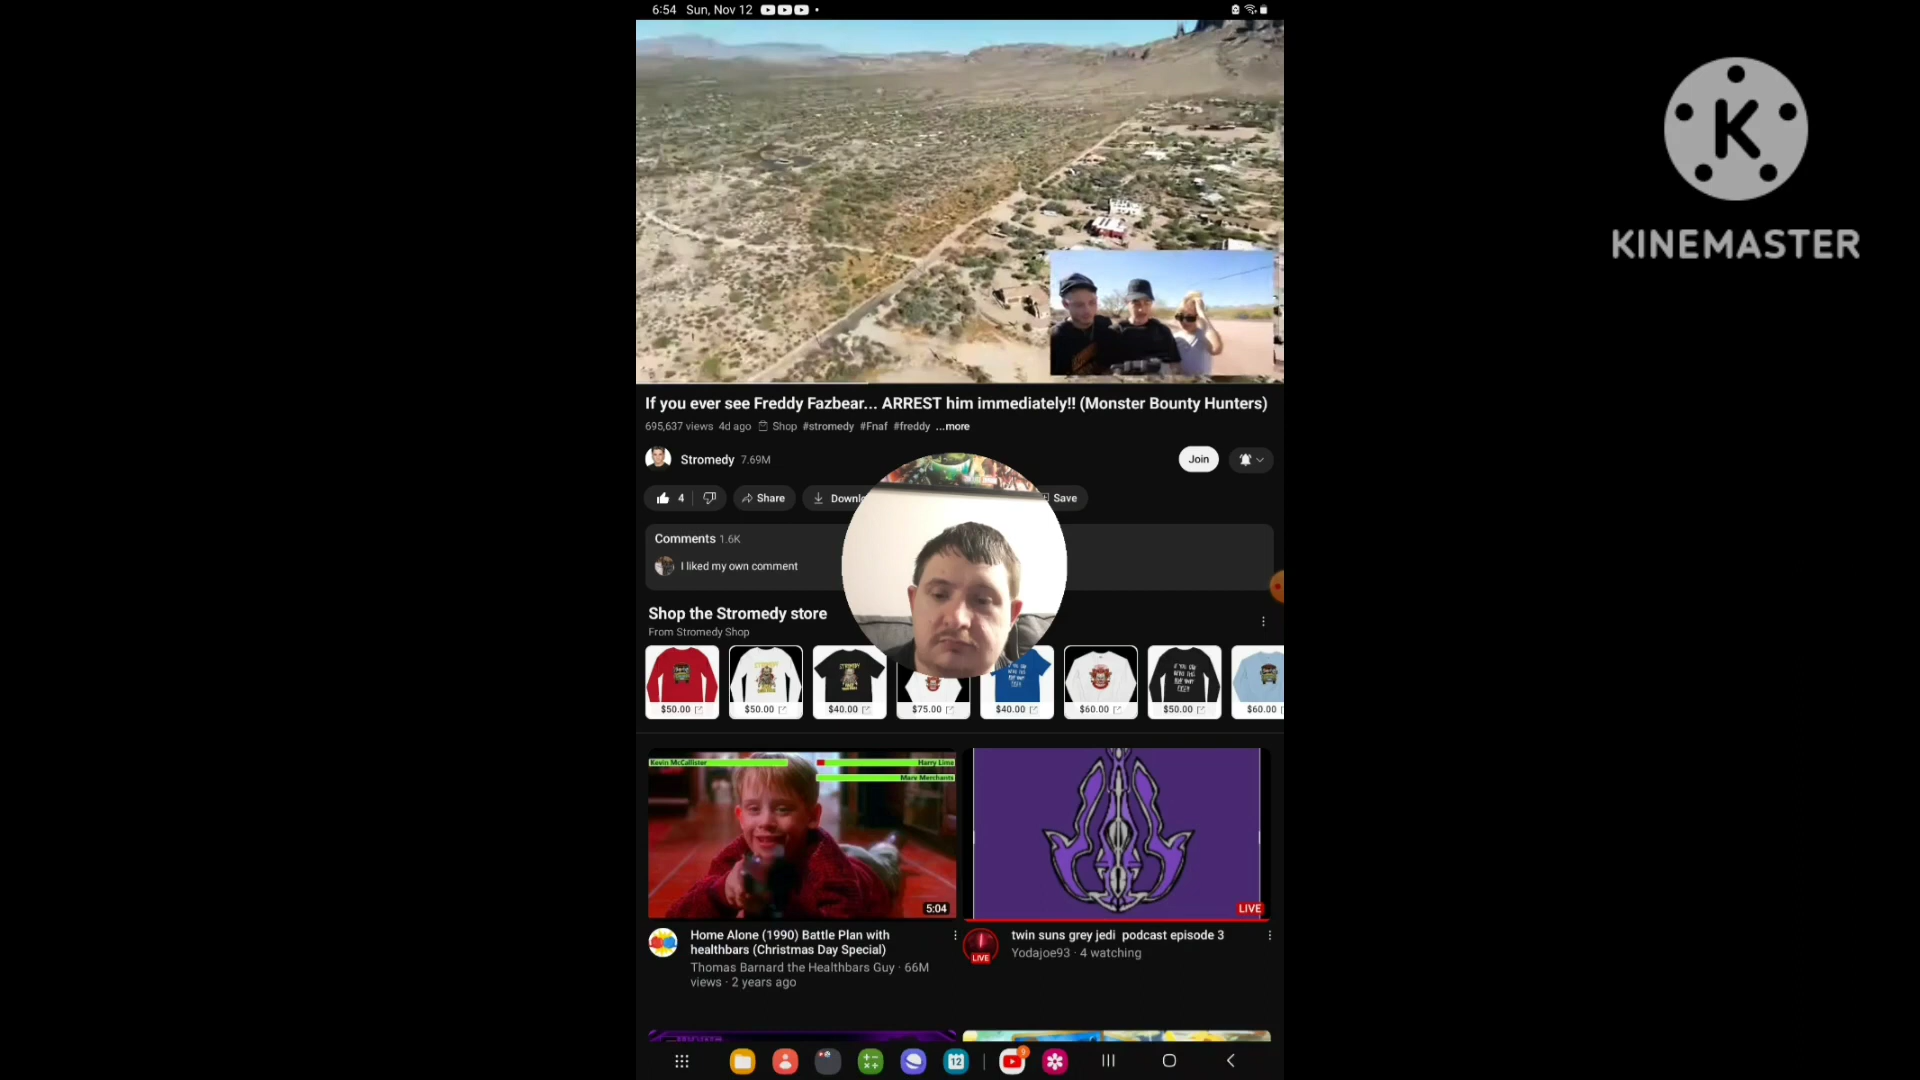 6:54 Sun, Nov 12
KINEMASTER
If you ever see Freddy Fazbear... ARREST him immediately!! (Monster Bounty Hunters)
695,637 views 4d ago Shop #stromedy #Fnaf #freddy ...more
Stromedy 7.69M
Join
4
Share
Downlo
Save
Comments 1.6K
I liked my own comment
Shop the Stromedy store
From Stromedy Shop
$50.00
$50.00
$40.00
$75.00
$40.00
$60.00
$50.00
$60.00
Kevin McCallister
Harry Lime
Marv Merchants
5:04
LIVE
Home Alone (1990) Battle Plan with
healthbars (Christmas Day Special)
Thomas Barnard the Healthbars Guy · 66M
views · 2 years ago
twin suns grey jedi podcast episode 3
Yodajoe93 · 4 watching
LIVE
12
9